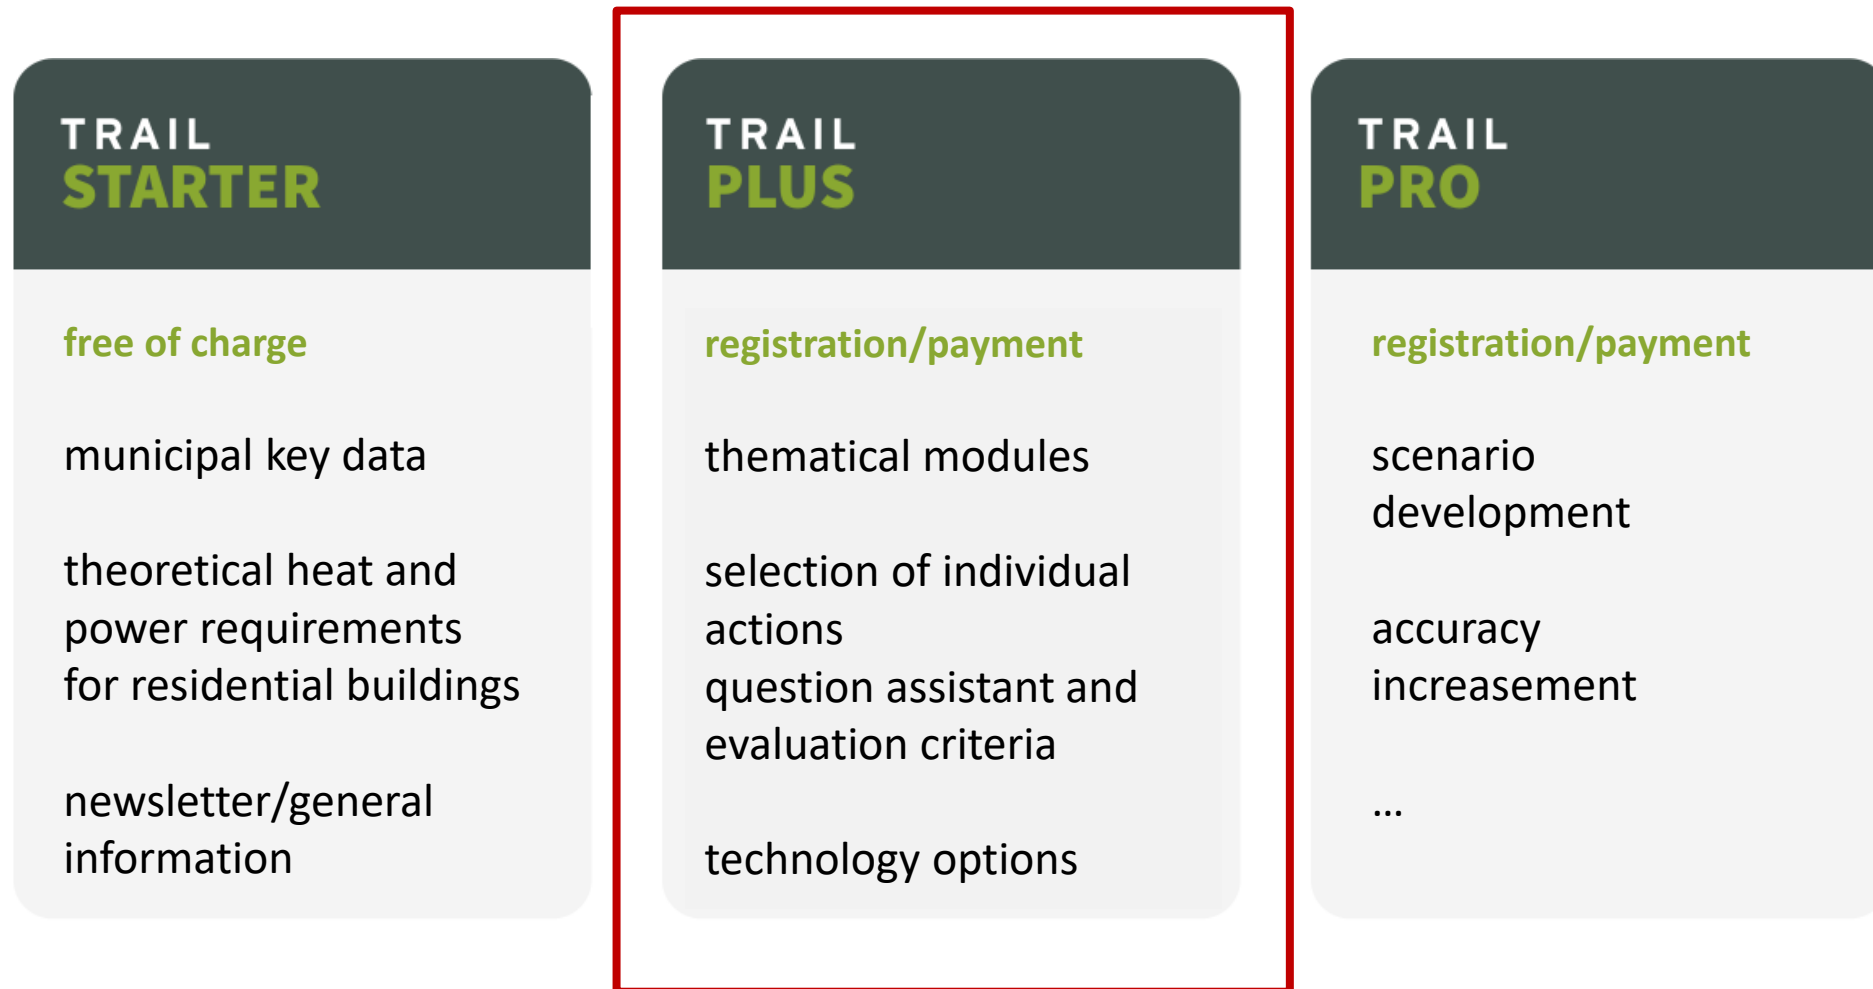 TRAIL
STARTER
free of charge
municipal key data
theoretical heat and
power requirements
for residential buildings
newsletter/general
information
TRAIL
PLUS
registration/payment
thematical modules
selection of individual
actions
question assistant and
evaluation criteria
technology options
TRAIL
PRO
registration/payment
scenario
development
accuracy
increasement
...